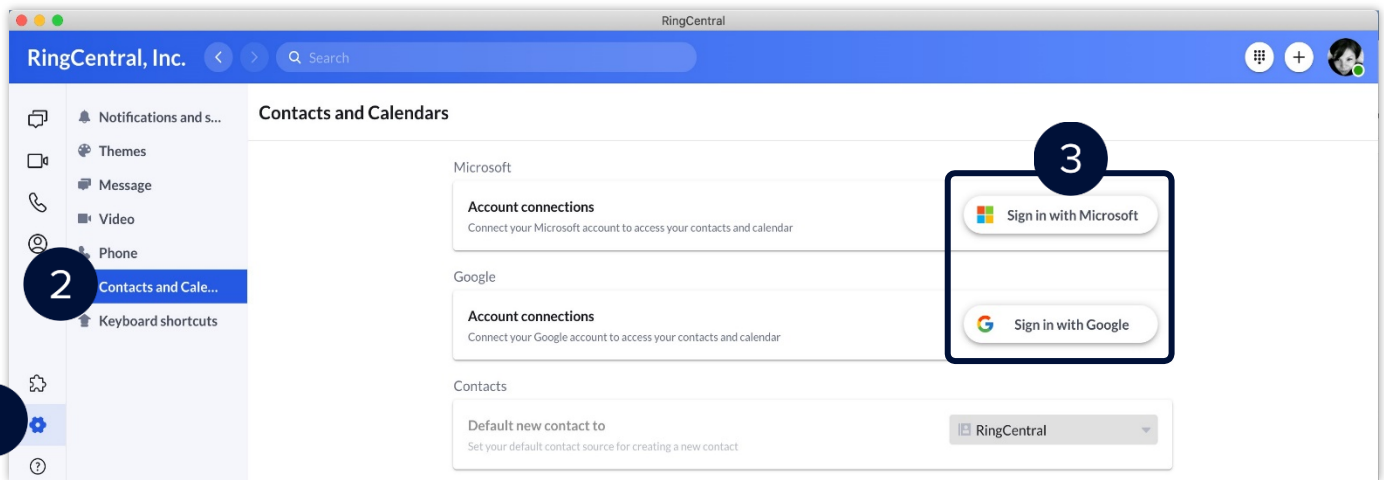 RingCentral
RingCentral, Inc.
Search
Notifications and s...
Themes
Message
Video
Phone
Contacts and Cale...
Keyboard shortcuts
2
Contacts and Calendars
3
Microsoft
Account connections
Connect your Microsoft account to access your contacts and calendar
Sign in with Microsoft
Google
Account connections
Connect your Google account to access your contacts and calendar
Sign in with Google
Contacts
Default new contact to
Set your default contact source for creating a new contact
RingCentral